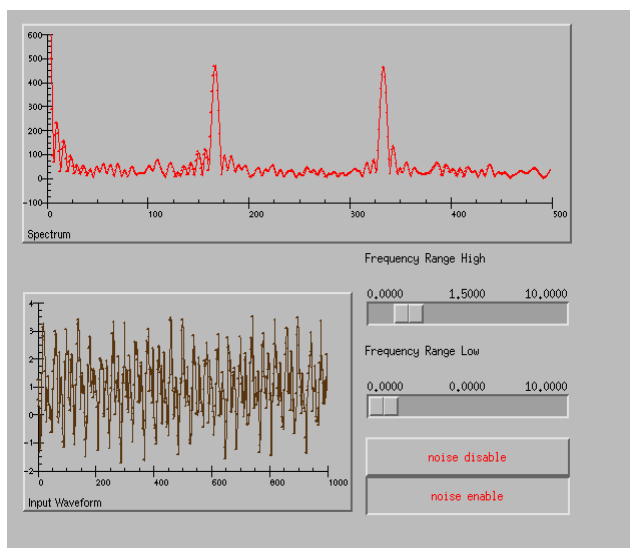 600
500
400
300
200
100
0
-100
0 100 200 300 400 500
Spectrum
Frequency Range High
0.0000 1.5000 10.0000
Frequency Range Low
0.0000 0.0000 10.0000
noise disable
noise enable
4
3
2
1
0
-1
-2
0 200 400 600 800 1000
Input Waveform